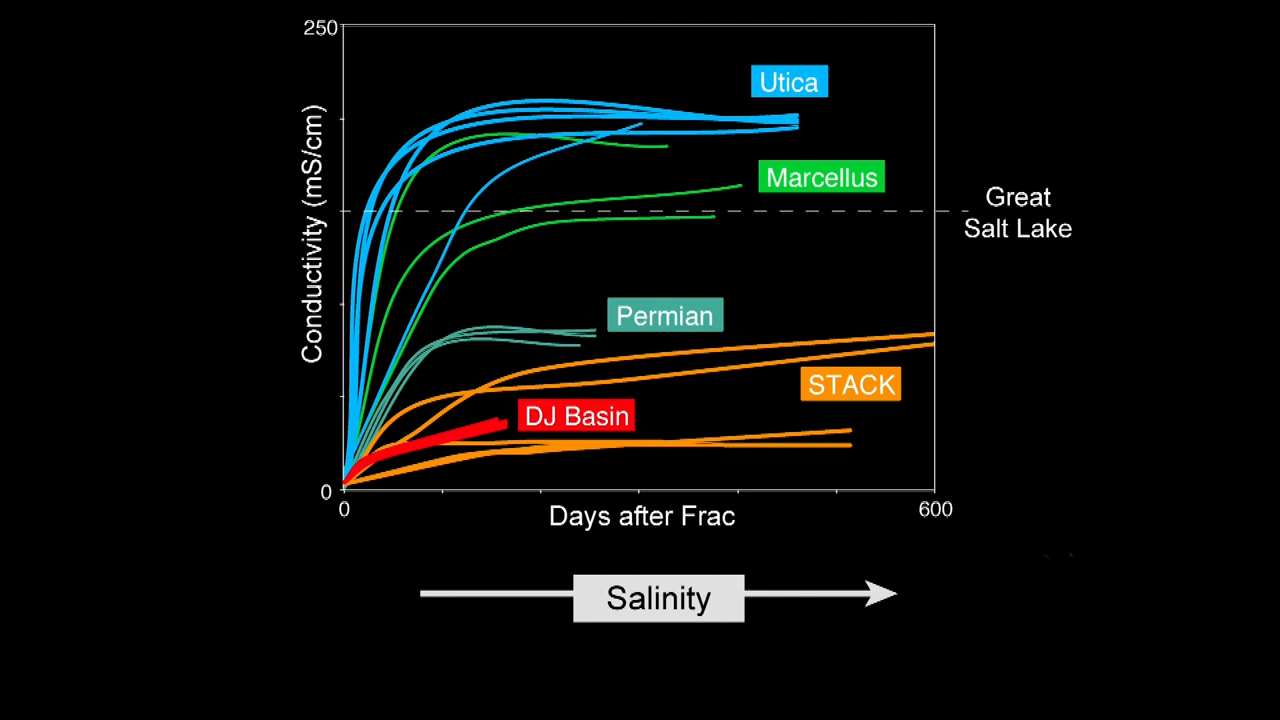 250
Utica
Marcellus
Great
Salt Lake
Conductivity (mS/cm)
Permian
STACK
DJ Basin
0
0
Days after Frac
600
Salinity